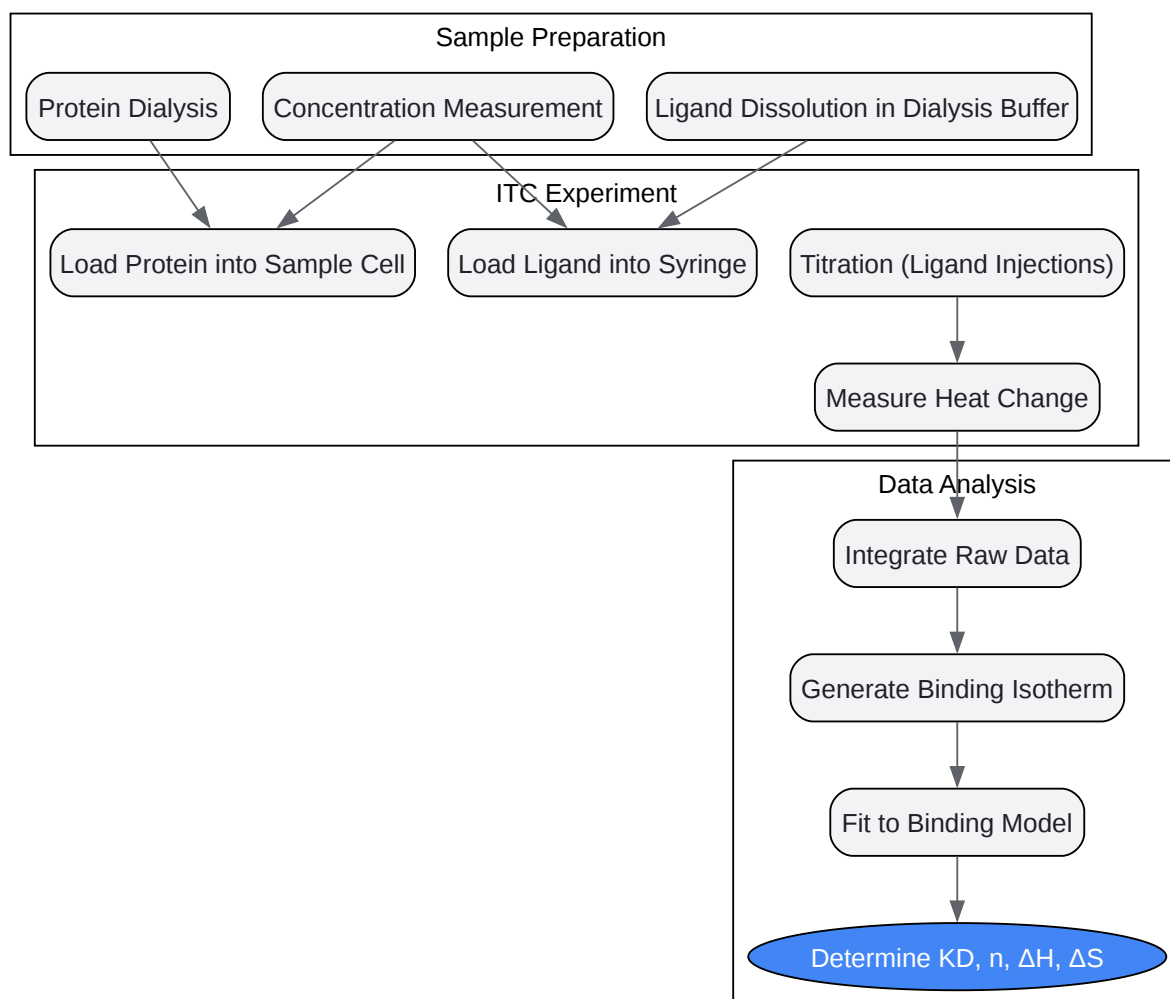 Sample Preparation
Protein Dialysis
Concentration Measurement
Ligand Dissolution in Dialysis Buffer
ITC Experiment
Load Protein into Sample Cell
Load Ligand into Syringe
Titration (Ligand Injections)
Measure Heat Change
Data Analysis
Integrate Raw Data
Generate Binding Isotherm
Fit to Binding Model
Determine KD, n, ΔH, ΔS